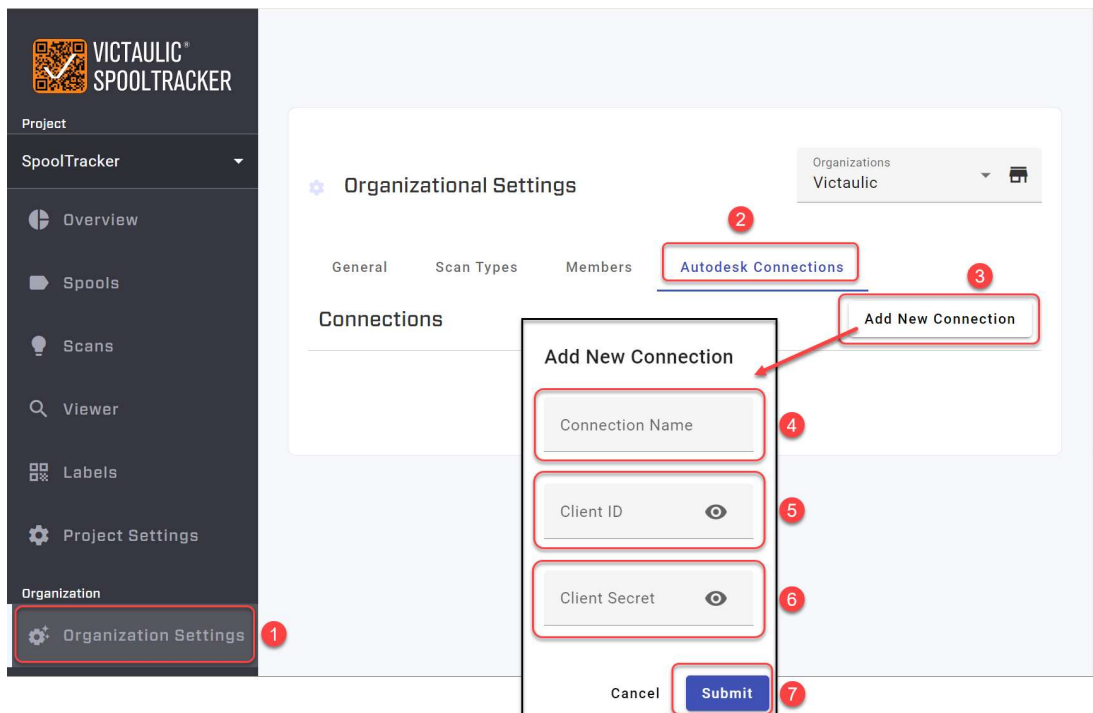 VICTAULIC®
SPOOLTRACKER
Project
SpoolTracker
Overview
Spools
Scans
Viewer
Labels
Project Settings
Organization
Organization Settings
1
Organizational Settings
Organizations
Victaulic
2
General Scan Types Members Autodesk Connections
3
Connections
Add New Connection
Add New Connection
Connection Name
4
Client ID
5
Client Secret
6
Cancel Submit
7